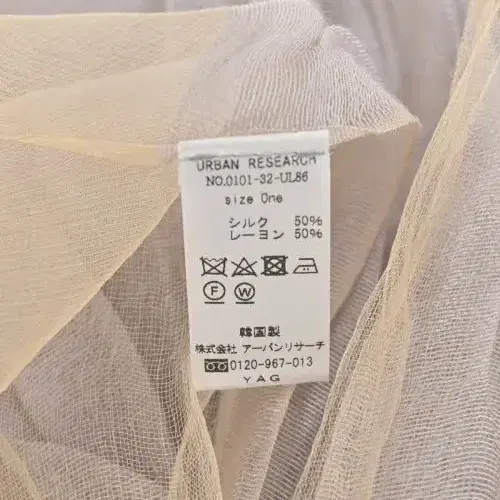 URBAN RESEARCH
NO.0101-32-UL86
size One
シルク 50%
レーヨン 50%
F W
韓国製
株式会社 アーバンリサーチ
0120-967-013
YAG